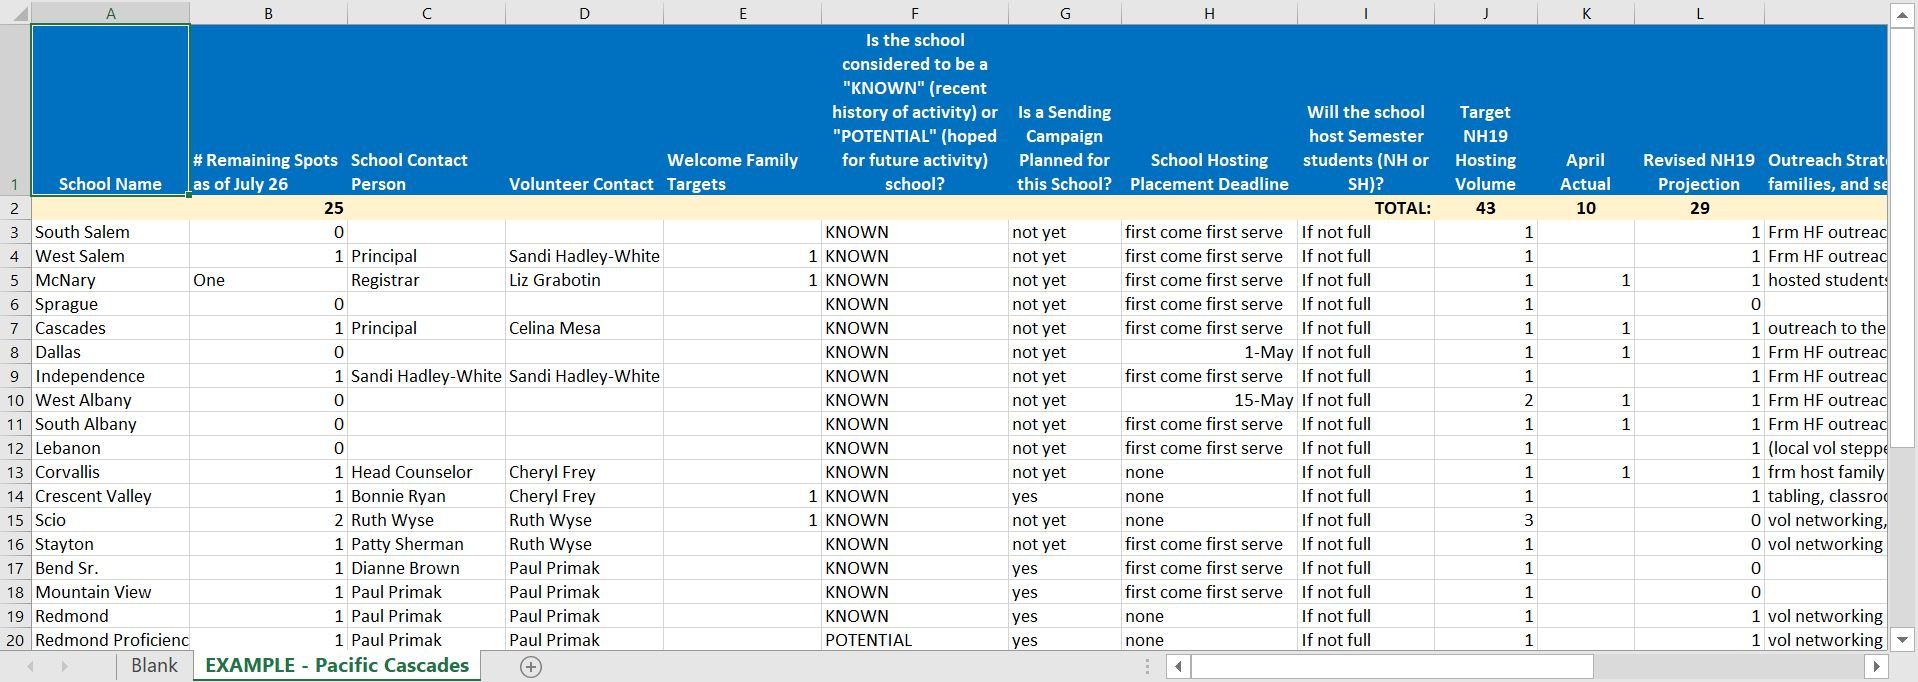 A B C D E F G H I J K L
1 School Name # Remaining Spots as of July 26 School Contact Person Volunteer Contact Welcome Family Targets Is the school considered to be a "KNOWN" (recent history of activity) or "POTENTIAL" (hoped for future activity) school? Is a Sending Campaign Planned for this School? School Hosting Placement Deadline Will the school host Semester students (NH or SH)? Target NH19 Hosting Volume April Actual Revised NH19 Projection Outreach Strat families, and se
2 25 TOTAL: 43 10 29
3 South Salem 0 KNOWN not yet first come first serve If not full 1 1 Frm HF outreac
4 West Salem 1 Principal Sandi Hadley-White 1 KNOWN not yet first come first serve If not full 1 1 Frm HF outreac
5 McNary One Registrar Liz Grabotin 1 KNOWN not yet first come first serve If not full 1 1 1 hosted students
6 Sprague 0 KNOWN not yet first come first serve If not full 1 0
7 Cascades 1 Principal Celina Mesa KNOWN not yet first come first serve If not full 1 1 1 outreach to the
8 Dallas 0 KNOWN not yet 1-May If not full 1 1 1 Frm HF outreac
9 Independence 1 Sandi Hadley-White Sandi Hadley-White KNOWN not yet first come first serve If not full 1 1 Frm HF outreac
10 West Albany 0 KNOWN not yet 15-May If not full 2 1 1 Frm HF outreac
11 South Albany 0 KNOWN not yet first come first serve If not full 1 1 1 Frm HF outreac
12 Lebanon 0 KNOWN not yet first come first serve If not full 1 1 (local vol steppe
13 Corvallis 1 Head Counselor Cheryl Frey KNOWN not yet none If not full 1 1 1 frm host family
14 Crescent Valley 1 Bonnie Ryan Cheryl Frey 1 KNOWN yes none If not full 1 1 tabling, classroo
15 Scio 2 Ruth Wyse Ruth Wyse 1 KNOWN not yet none If not full 3 0 vol networking,
16 Stayton 1 Patty Sherman Ruth Wyse KNOWN not yet first come first serve If not full 1 0 vol networking
17 Bend Sr. 1 Dianne Brown Paul Primak KNOWN yes first come first serve If not full 1 0
18 Mountain View 1 Paul Primak Paul Primak KNOWN yes first come first serve If not full 1 0
19 Redmond 1 Paul Primak Paul Primak KNOWN yes none If not full 1 1 vol networking
20 Redmond Proficienc 1 Paul Primak Paul Primak POTENTIAL yes none If not full 1 1 vol networking
Blank EXAMPLE - Pacific Cascades